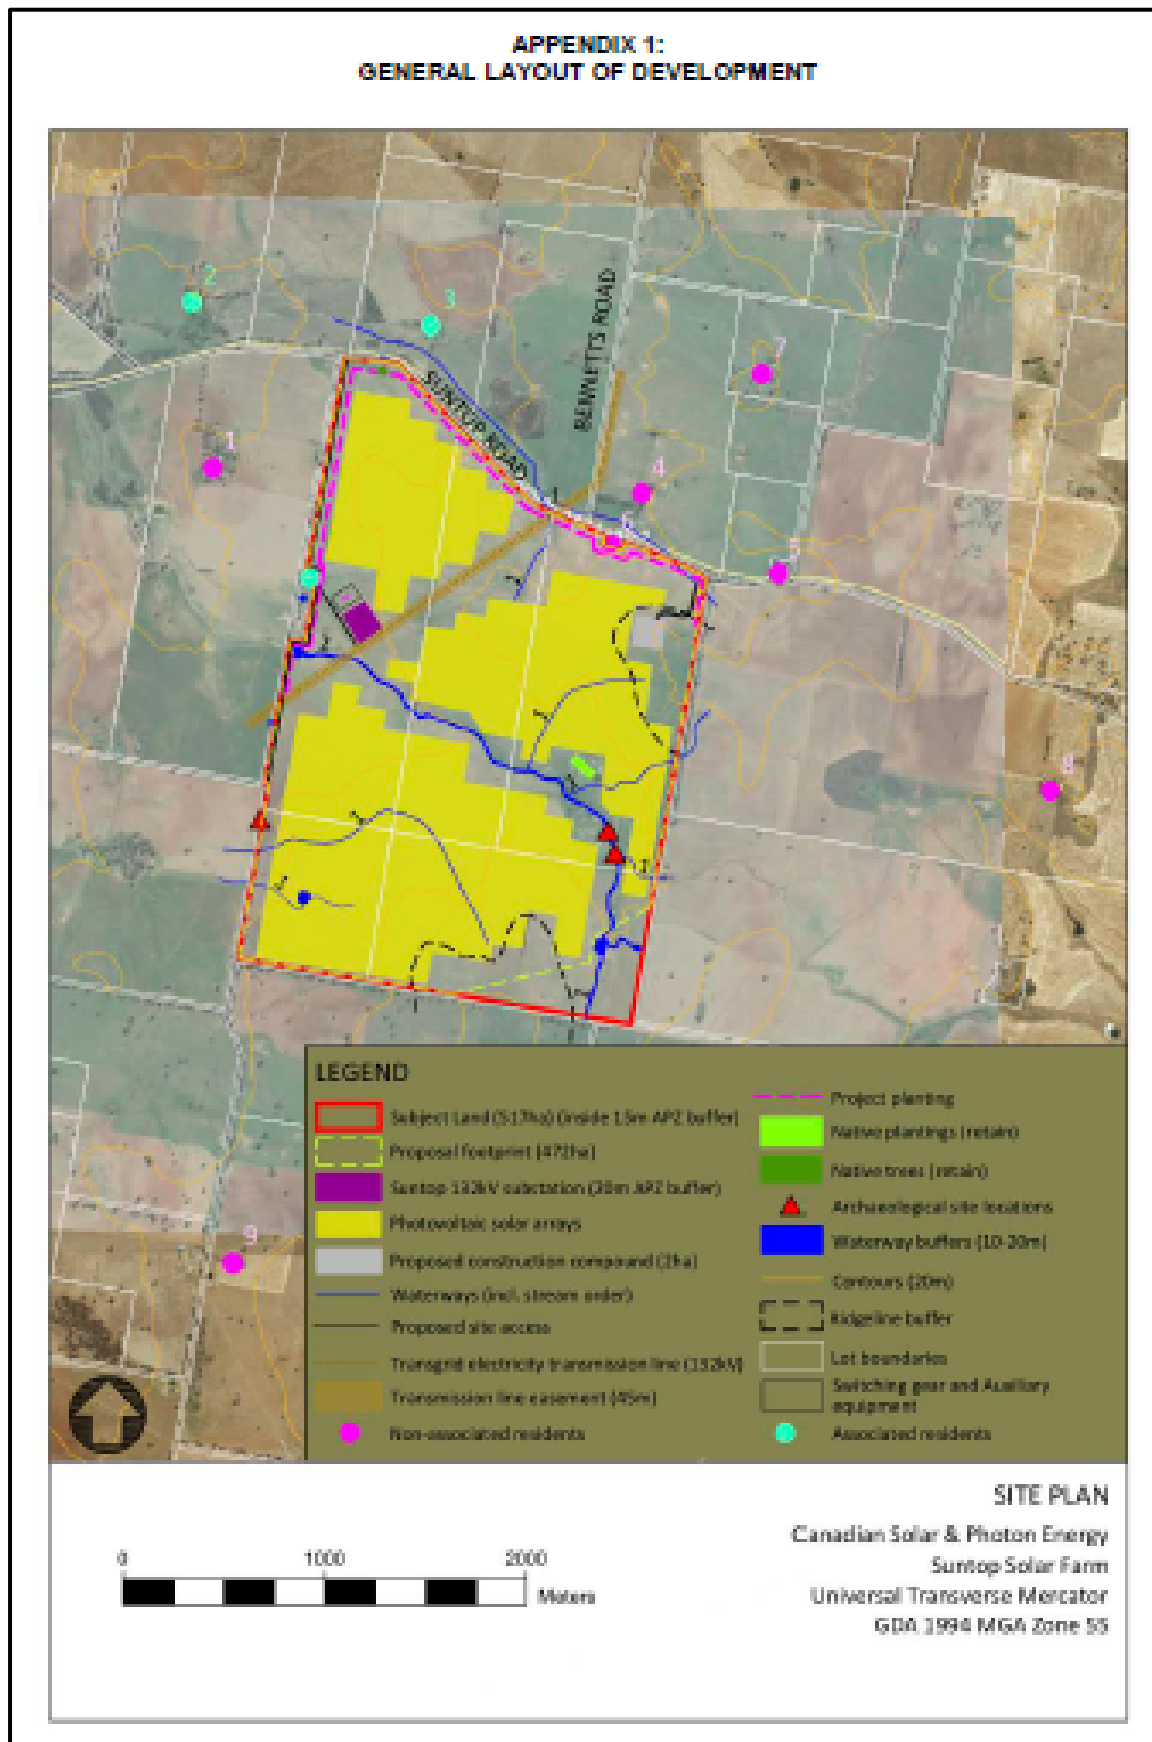 APPENDIX 1:
GENERAL LAYOUT OF DEVELOPMENT
2
3
BENNETTS ROAD
7
SUNTOP ROAD
1
4
6
5
8
9
LEGEND
Subject Land (517ha) (inside 15m APZ buffer)
Proposal footprint (472ha)
Suntop 132kV substation (20m APZ buffer)
Photovoltaic solar arrays
Proposed construction compound (2ha)
Waterways (incl. stream order)
Proposed site access
Transgrid electricity transmission line (132kV)
Transmission line easement (45m)
Non-associated residents
Project planting
Native plantings (retain)
Native trees (retain)
Archaeological site locations
Waterway buffers (10-20m)
Contours (20m)
Ridgeline buffer
Lot boundaries
Switching gear and Auxiliary
equipment
Associated residents
0 1000 2000
Meters
SITE PLAN
Canadian Solar & Photon Energy
Suntop Solar Farm
Universal Transverse Mercator
GDA 1994 MGA Zone 55